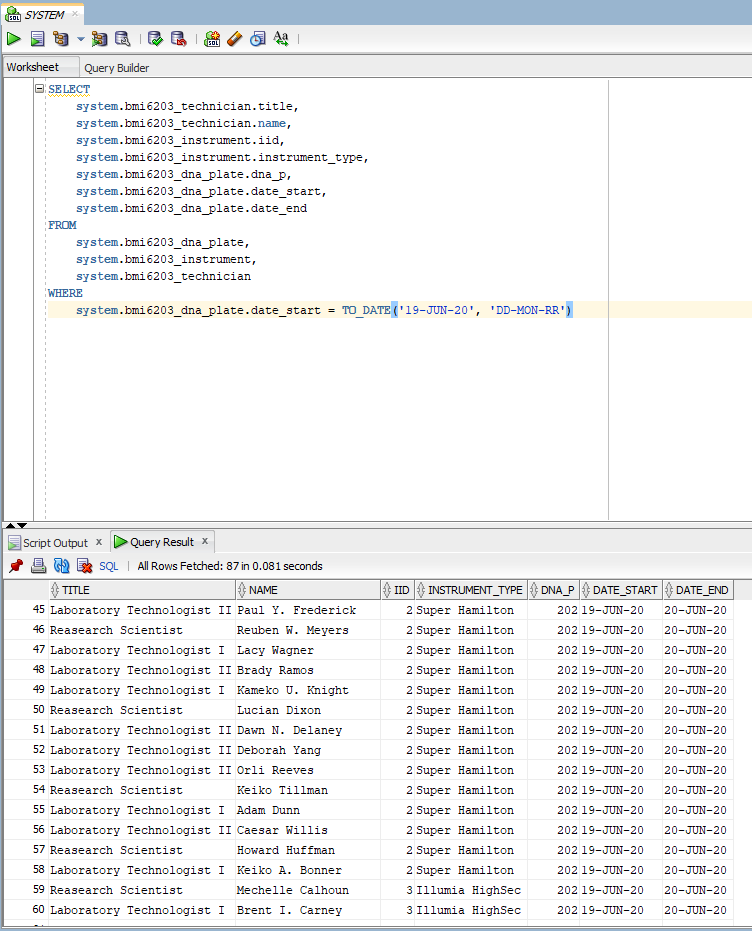 SYSTEM
Worksheet Query Builder
SELECT
system.bmi6203_technician.title,
system.bmi6203_technician.name,
system.bmi6203_instrument.iid,
system.bmi6203_instrument.instrument_type,
system.bmi6203_dna_plate.dna_p,
system.bmi6203_dna_plate.date_start,
system.bmi6203_dna_plate.date_end
FROM
system.bmi6203_dna_plate,
system.bmi6203_instrument,
system.bmi6203_technician
WHERE
system.bmi6203_dna_plate.date_start = TO_DATE('19-JUN-20', 'DD-MON-RR')
Script Output x Query Result x
SQL | All Rows Fetched: 87 in 0.081 seconds
TITLE NAME IID INSTRUMENT_TYPE DNA_P DATE_START DATE_END
45 Laboratory Technologist II Paul Y. Frederick 2 Super Hamilton 202 19-JUN-20 20-JUN-20
46 Reasearch Scientist Reuben W. Meyers 2 Super Hamilton 202 19-JUN-20 20-JUN-20
47 Laboratory Technologist I Lacy Wagner 2 Super Hamilton 202 19-JUN-20 20-JUN-20
48 Laboratory Technologist II Brady Ramos 2 Super Hamilton 202 19-JUN-20 20-JUN-20
49 Laboratory Technologist I Kameko U. Knight 2 Super Hamilton 202 19-JUN-20 20-JUN-20
50 Reasearch Scientist Lucian Dixon 2 Super Hamilton 202 19-JUN-20 20-JUN-20
51 Laboratory Technologist II Dawn N. Delaney 2 Super Hamilton 202 19-JUN-20 20-JUN-20
52 Laboratory Technologist II Deborah Yang 2 Super Hamilton 202 19-JUN-20 20-JUN-20
53 Laboratory Technologist II Orli Reeves 2 Super Hamilton 202 19-JUN-20 20-JUN-20
54 Reasearch Scientist Keiko Tillman 2 Super Hamilton 202 19-JUN-20 20-JUN-20
55 Laboratory Technologist I Adam Dunn 2 Super Hamilton 202 19-JUN-20 20-JUN-20
56 Laboratory Technologist II Caesar Willis 2 Super Hamilton 202 19-JUN-20 20-JUN-20
57 Reasearch Scientist Howard Huffman 2 Super Hamilton 202 19-JUN-20 20-JUN-20
58 Laboratory Technologist I Keiko A. Bonner 2 Super Hamilton 202 19-JUN-20 20-JUN-20
59 Reasearch Scientist Mechelle Calhoun 3 Illumia HighSec 202 19-JUN-20 20-JUN-20
60 Laboratory Technologist I Brent I. Carney 3 Illumia HighSec 202 19-JUN-20 20-JUN-20